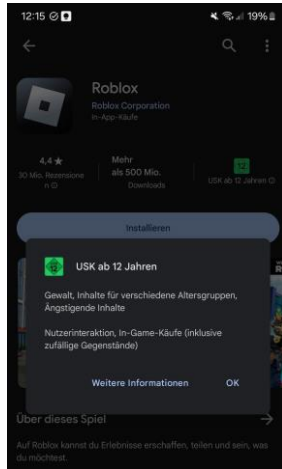 12:15
19%
Roblox
Roblox Corporation
In-App-Käufe
4,4★
30 Mio. Rezensione
n
Mehr
als 500 Mio.
Downloads
12
USK ab 12 Jahren
Installieren
12
USK ab 12 Jahren
Gewalt, Inhalte für verschiedene Altersgruppen,
Ängstigende Inhalte
Nutzerinteraktion, In-Game-Käufe (inklusive
zufällige Gegenstände)
Weitere Informationen
OK
Über dieses Spiel
Auf Roblox kannst du Erlebnisse erschaffen, teilen und sein, was
du möchtest.